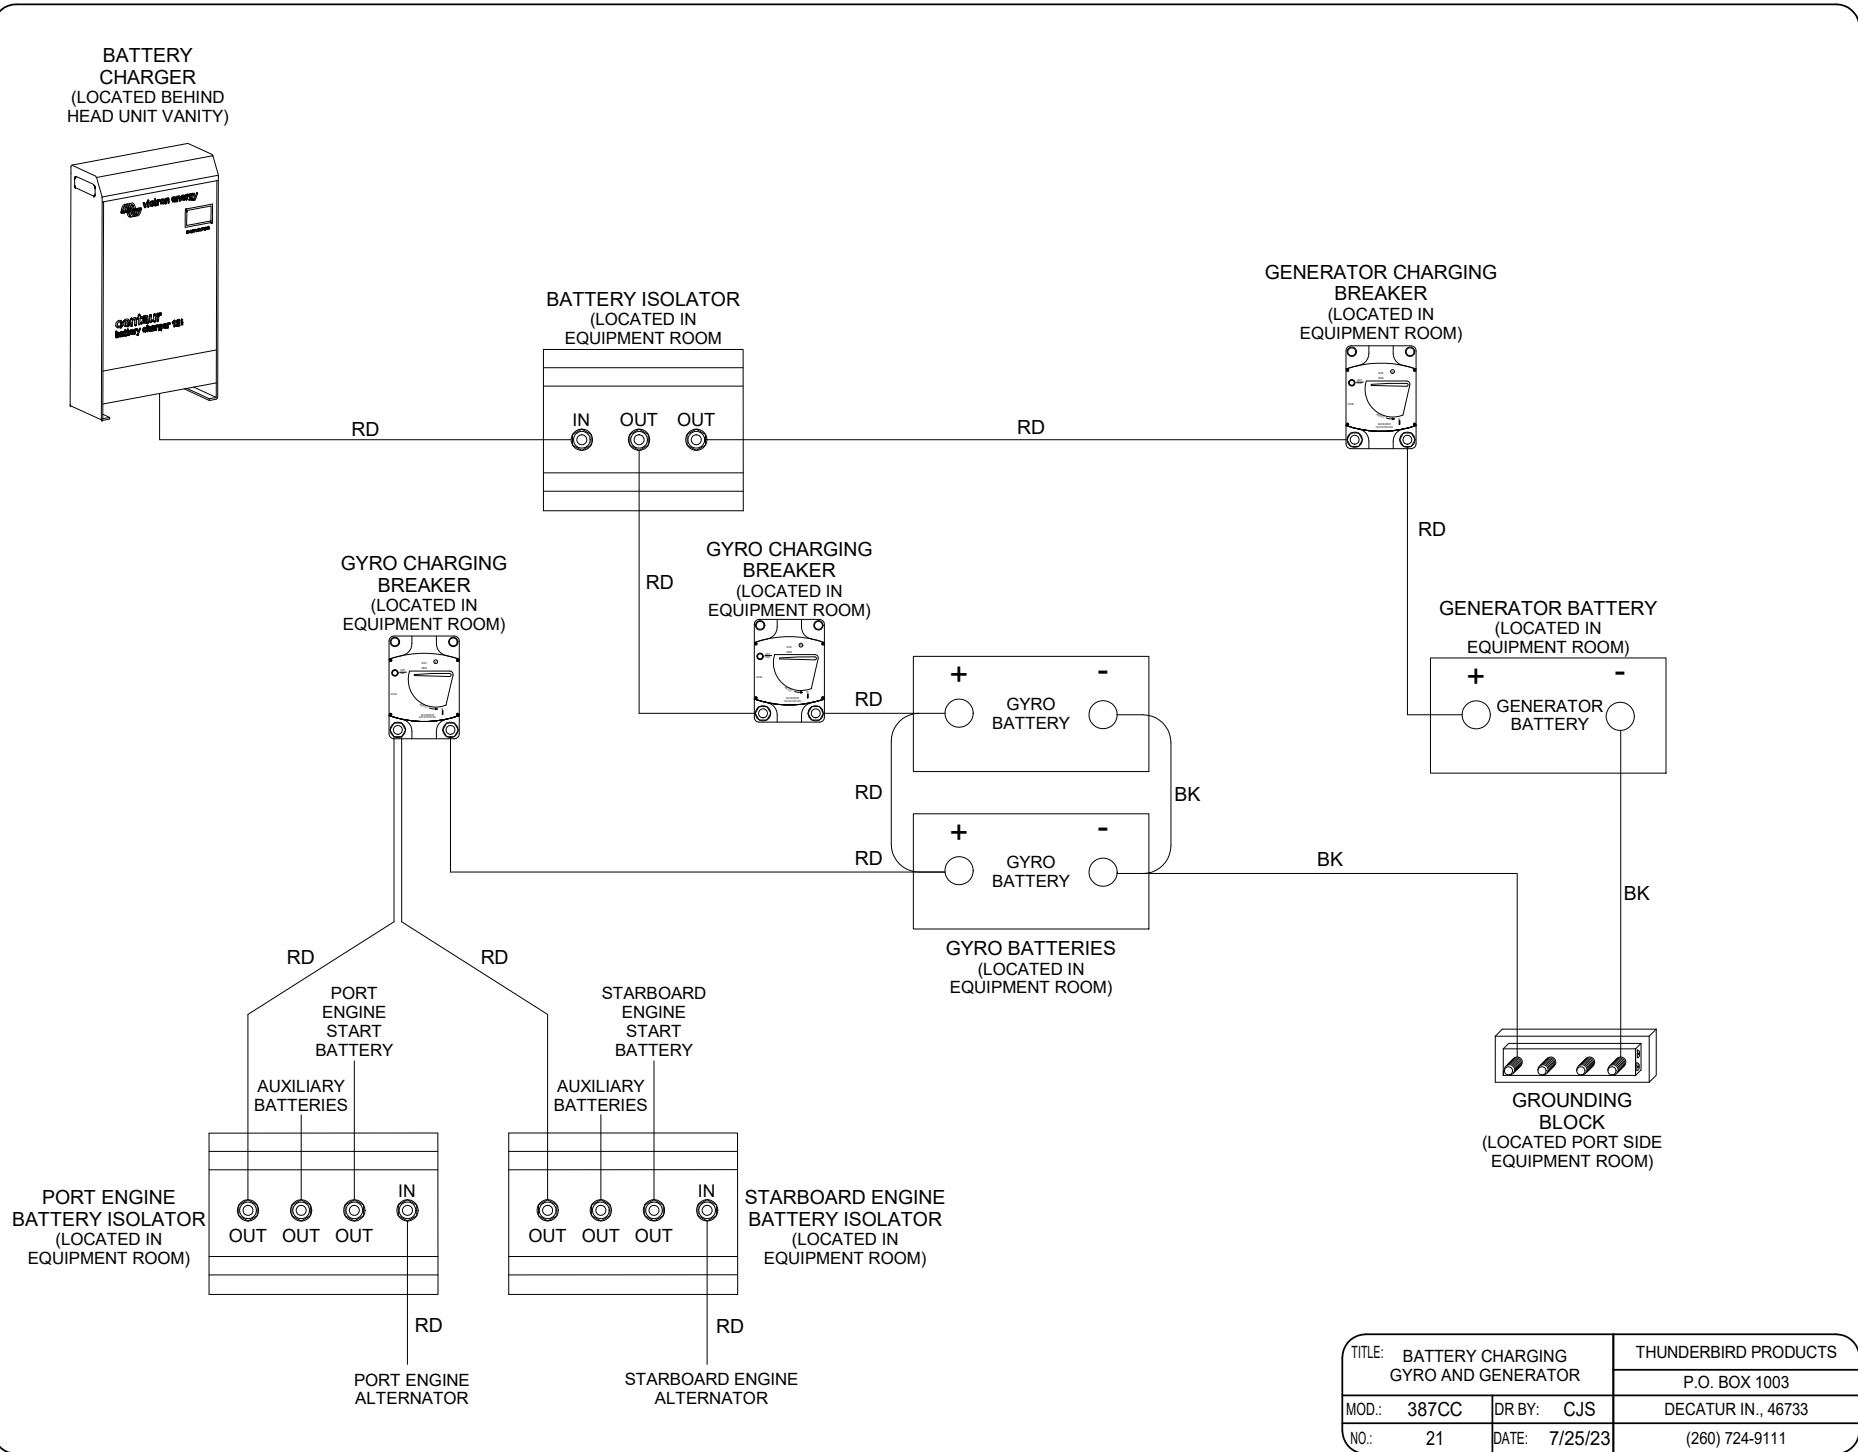 BATTERY
CHARGER
(LOCATED BEHIND
HEAD UNIT VANITY)
victron energy
centaur
battery charger 12/
BATTERY ISOLATOR
(LOCATED IN
EQUIPMENT ROOM
IN
OUT
OUT
RD
RD
GENERATOR CHARGING
BREAKER
(LOCATED IN
EQUIPMENT ROOM)
RD
GYRO CHARGING
BREAKER
(LOCATED IN
EQUIPMENT ROOM)
RD
GYRO CHARGING
BREAKER
(LOCATED IN
EQUIPMENT ROOM)
GENERATOR BATTERY
(LOCATED IN
EQUIPMENT ROOM)
+
-
GENERATOR
BATTERY
RD
+
-
GYRO
BATTERY
RD
BK
+
-
GYRO
BATTERY
RD
BK
BK
GYRO BATTERIES
(LOCATED IN
EQUIPMENT ROOM)
RD
RD
PORT
ENGINE
START
BATTERY
AUXILIARY
BATTERIES
STARBOARD
ENGINE
START
BATTERY
AUXILIARY
BATTERIES
GROUNDING
BLOCK
(LOCATED PORT SIDE
EQUIPMENT ROOM)
PORT ENGINE
BATTERY ISOLATOR
(LOCATED IN
EQUIPMENT ROOM)
OUT
OUT
OUT
IN
RD
PORT ENGINE
ALTERNATOR
OUT
OUT
OUT
IN
STARBOARD ENGINE
BATTERY ISOLATOR
(LOCATED IN
EQUIPMENT ROOM)
RD
STARBOARD ENGINE
ALTERNATOR
TITLE: BATTERY CHARGING
GYRO AND GENERATOR
THUNDERBIRD PRODUCTS
P.O. BOX 1003
MOD.: 387CC DR BY: CJS
DECATUR IN., 46733
NO.: 21 DATE: 7/25/23
(260) 724-9111